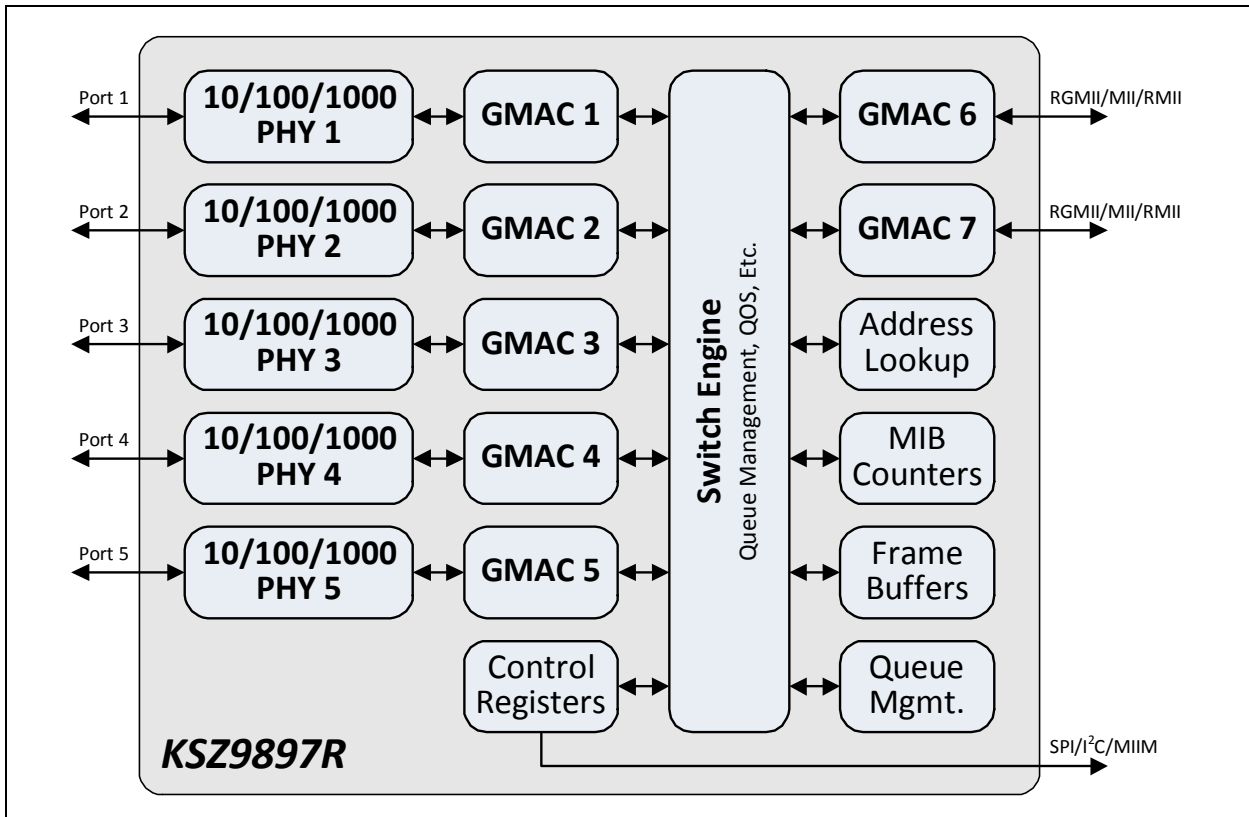 Port 1
10/100/1000
PHY 1
GMAC 1
GMAC 6
RGMII/MII/RMII
Port 2
10/100/1000
PHY 2
GMAC 2
GMAC 7
RGMII/MII/RMII
Port 3
10/100/1000
PHY 3
GMAC 3
Switch Engine
Queue Management, QOS, Etc.
Address
Lookup
Port 4
10/100/1000
PHY 4
GMAC 4
MIB
Counters
Port 5
10/100/1000
PHY 5
GMAC 5
Frame
Buffers
Control
Registers
Queue
Mgmt.
KSZ9897R
SPI/I²C/MIIM